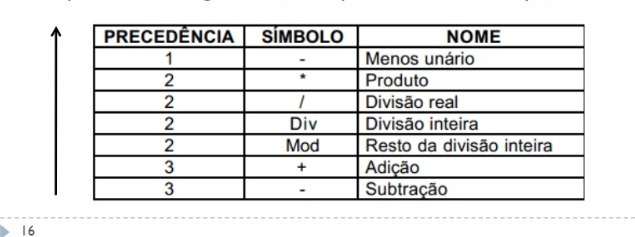 PRECEDÊNCIA SÍMBOLO NOME
1 - Menos unário
2 * Produto
2 / Divisão real
2 Div Divisão inteira
2 Mod Resto da divisão inteira
3 + Adição
3 - Subtração
16